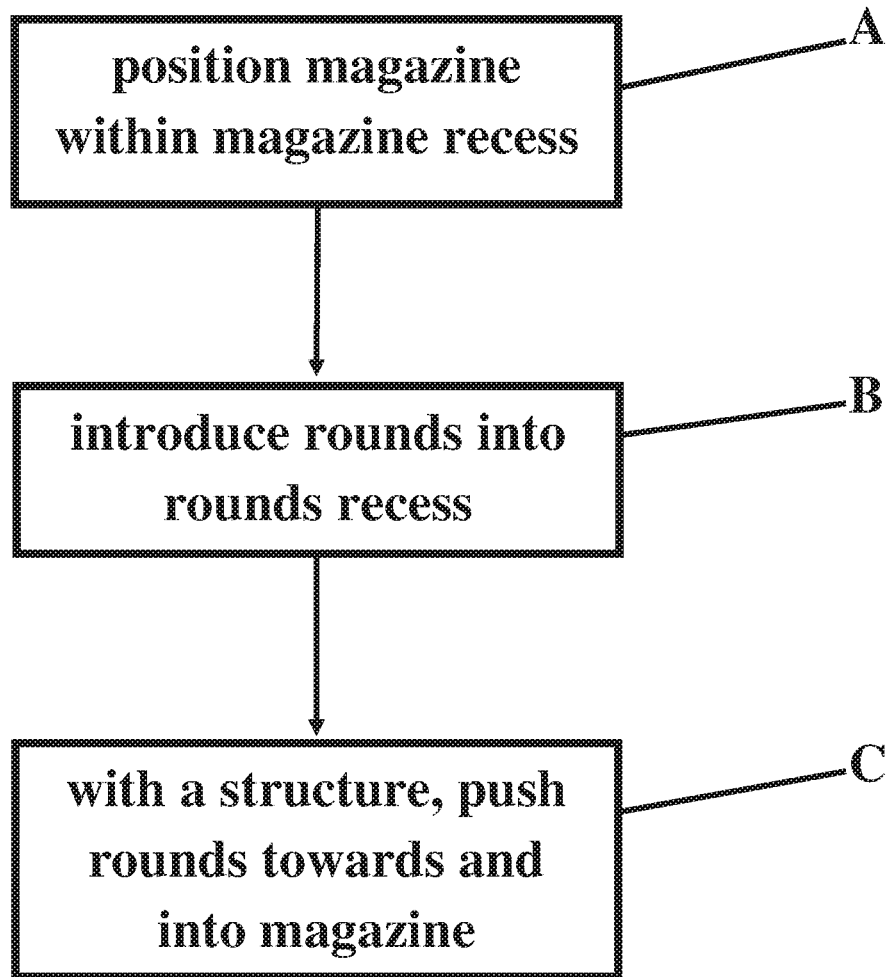 A
position magazine
within magazine recess
B
introduce rounds into
rounds recess
C
with a structure, push
rounds towards and
into magazine